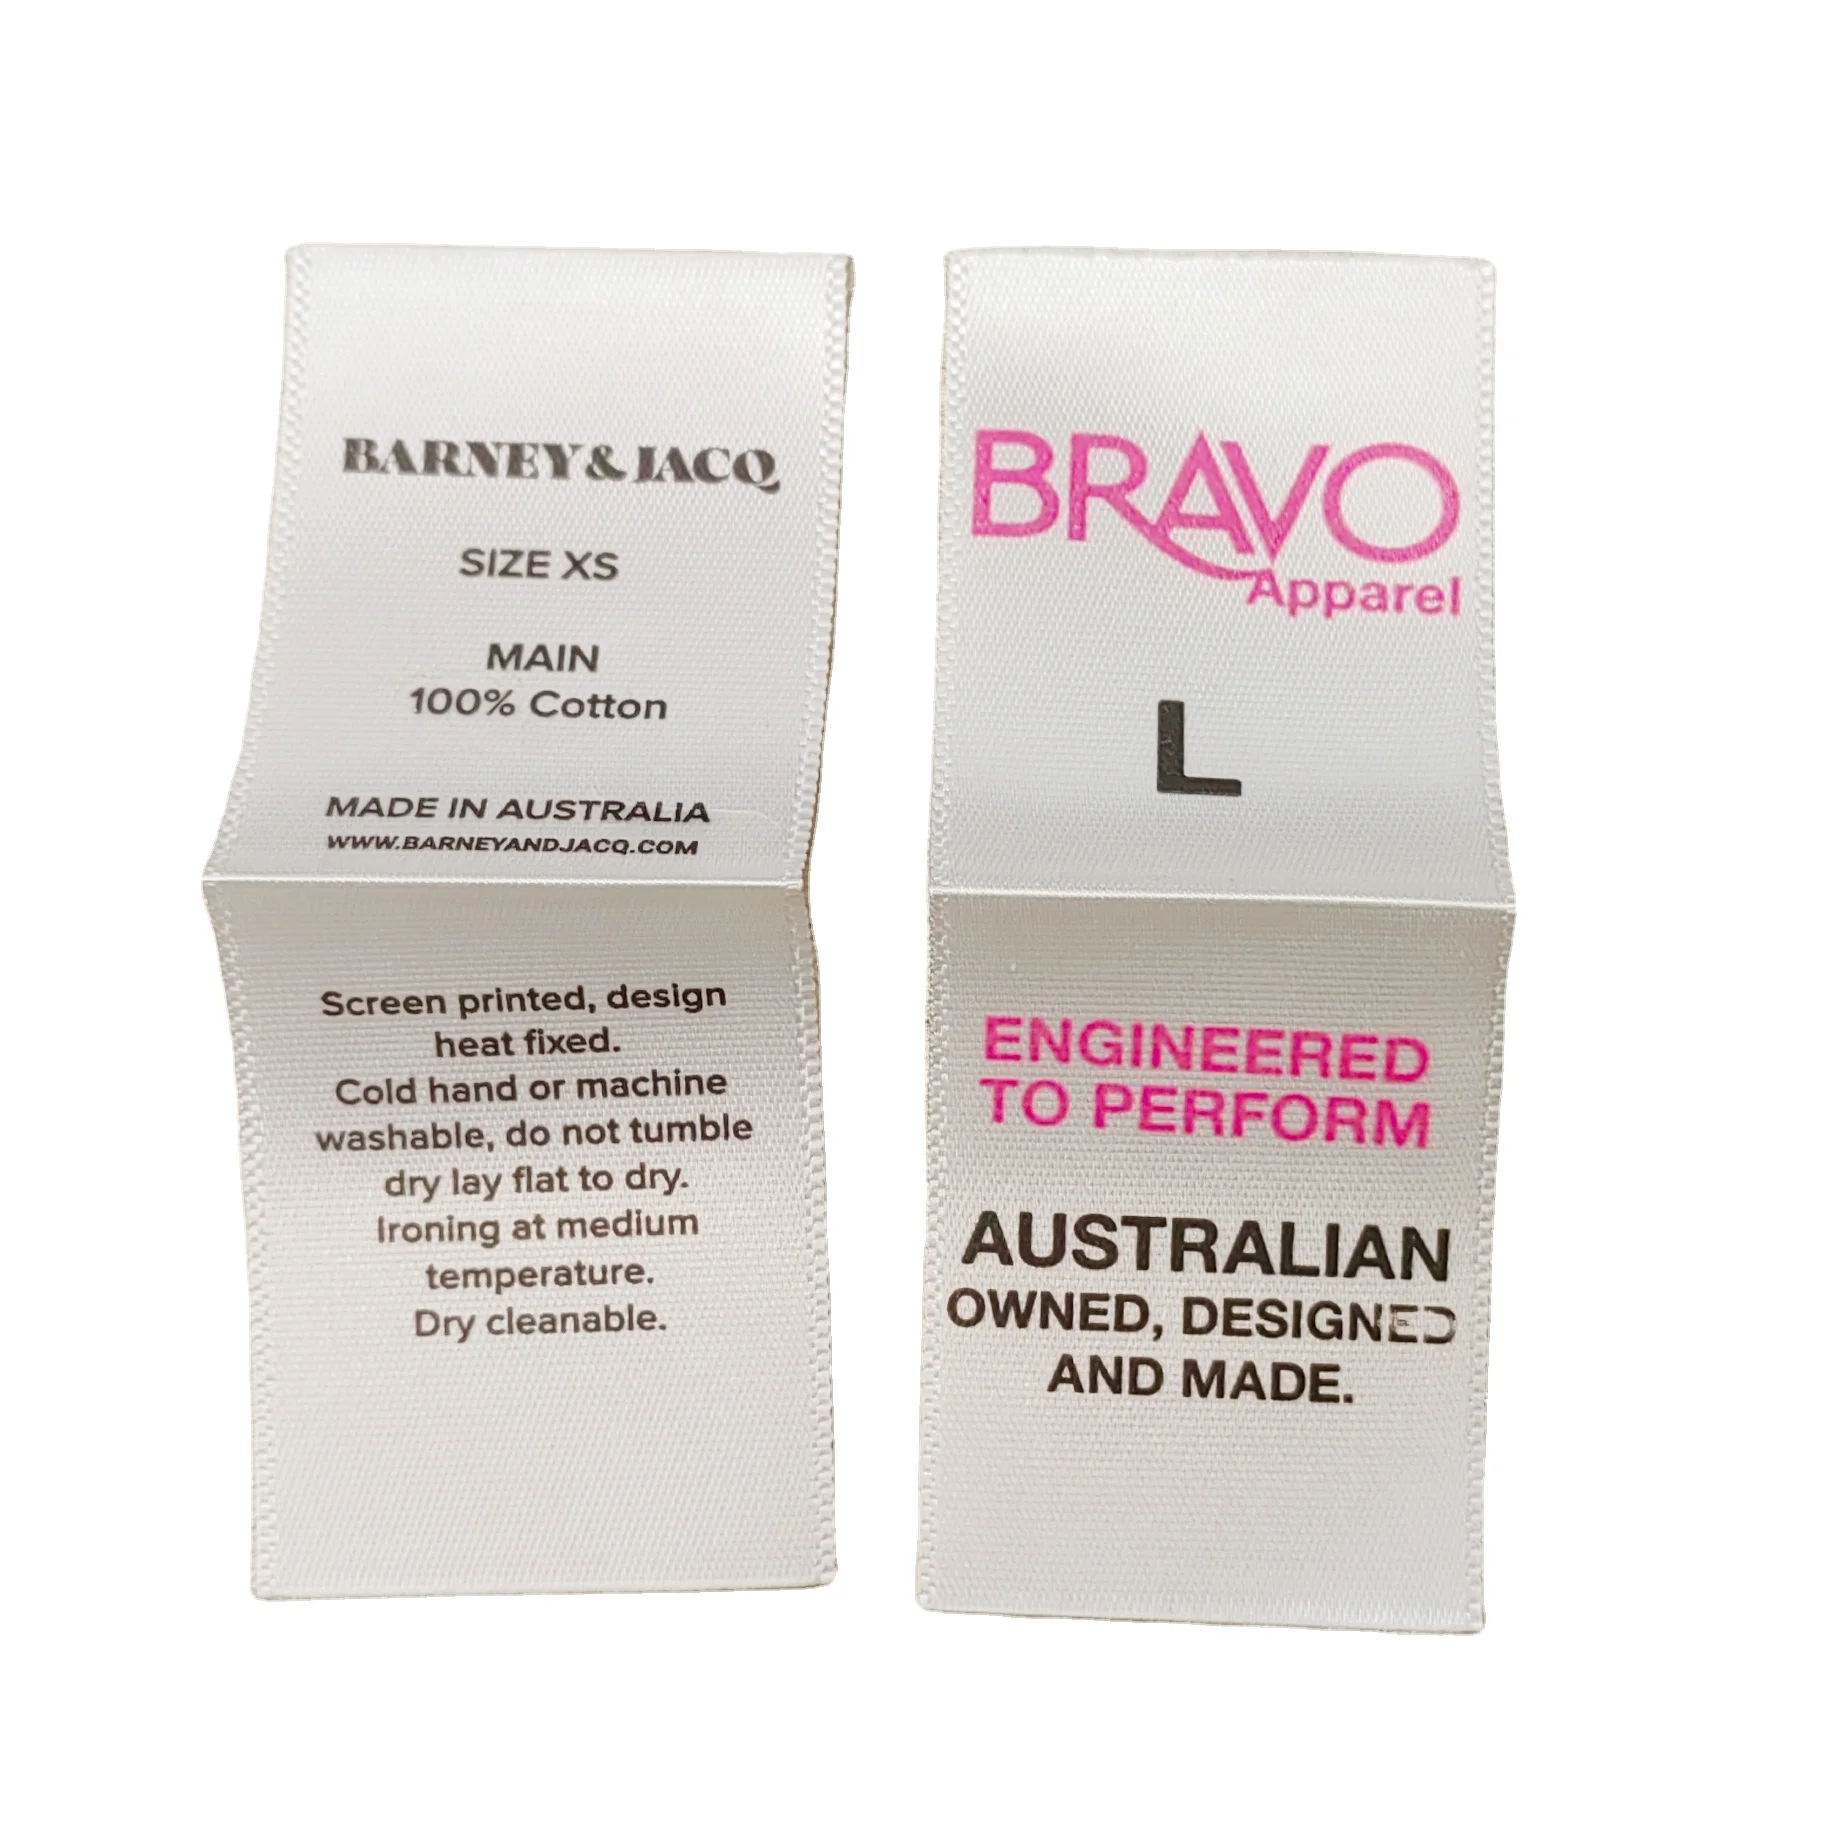 BARNEY & JACQ
SIZE XS
MAIN
100% Cotton
MADE IN AUSTRALIA
WWW.BARNEYANDJACQ.COM
Screen printed, design
heat fixed.
Cold hand or machine
washable, do not tumble
dry lay flat to dry.
Ironing at medium
temperature.
Dry cleanable.
BRAVO
Apparel
L
ENGINEERED
TO PERFORM
AUSTRALIAN
OWNED, DESIGNED
AND MADE.